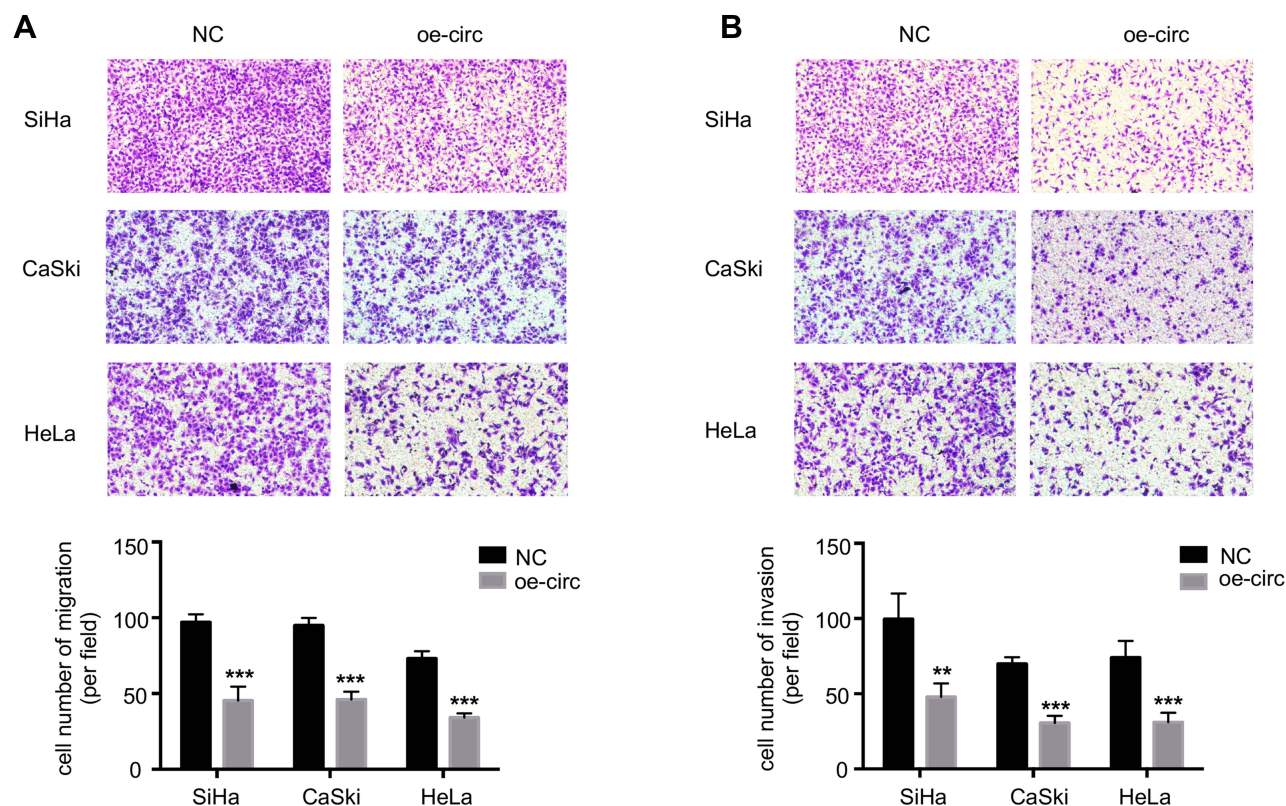 A
NC
oe-circ
SiHa
CaSki
HeLa
cell number of migration
(per field)
150
100
50
0
NC
oe-circ
***
***
***
SiHa
CaSki
HeLa
B
NC
oe-circ
SiHa
CaSki
HeLa
cell number of invasion
(per field)
150
100
50
0
NC
oe-circ
**
***
***
SiHa
CaSki
HeLa